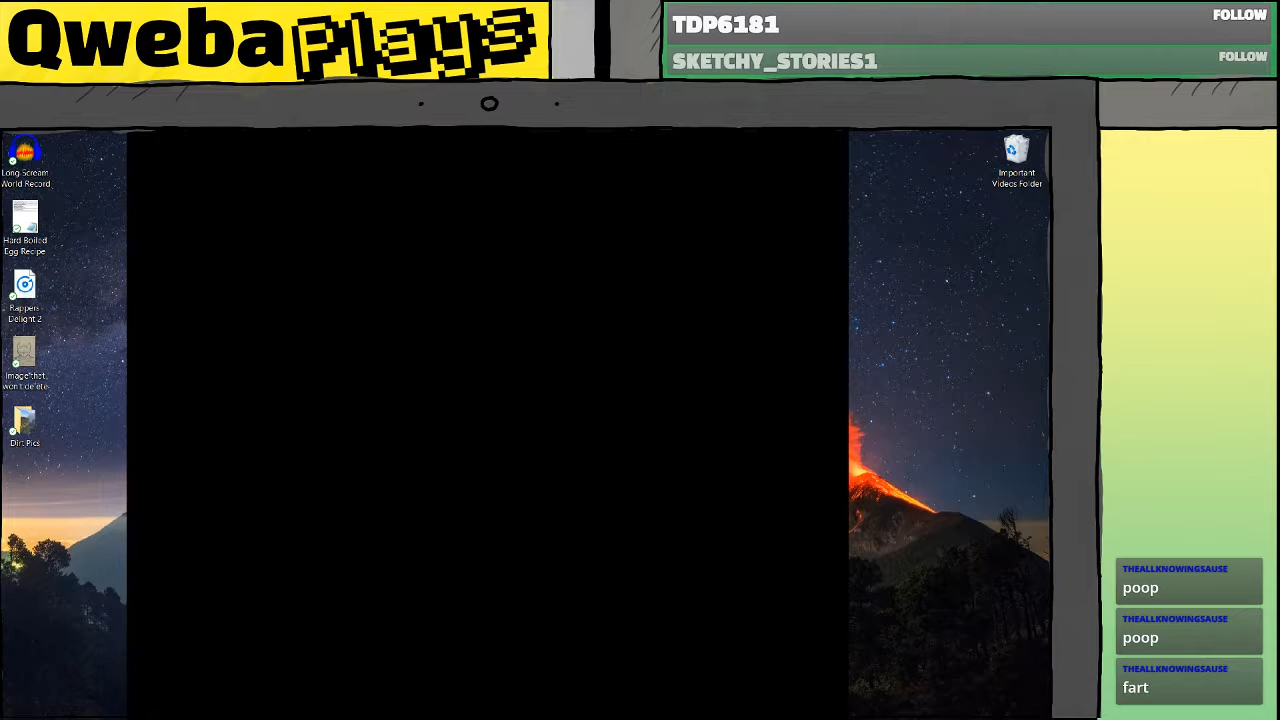 Qweba plays
TDP6181
FOLLOW
SKETCHY_STORIES1
FOLLOW
Long Scream
World Record
Hard Boiled
Egg Recipe
Rappers
Delight 2
Image that
won't delete
Dirt Pics
Important
Videos Folder
THEALLKNOWINGSAUSE
poop
THEALLKNOWINGSAUSE
poop
THEALLKNOWINGSAUSE
fart